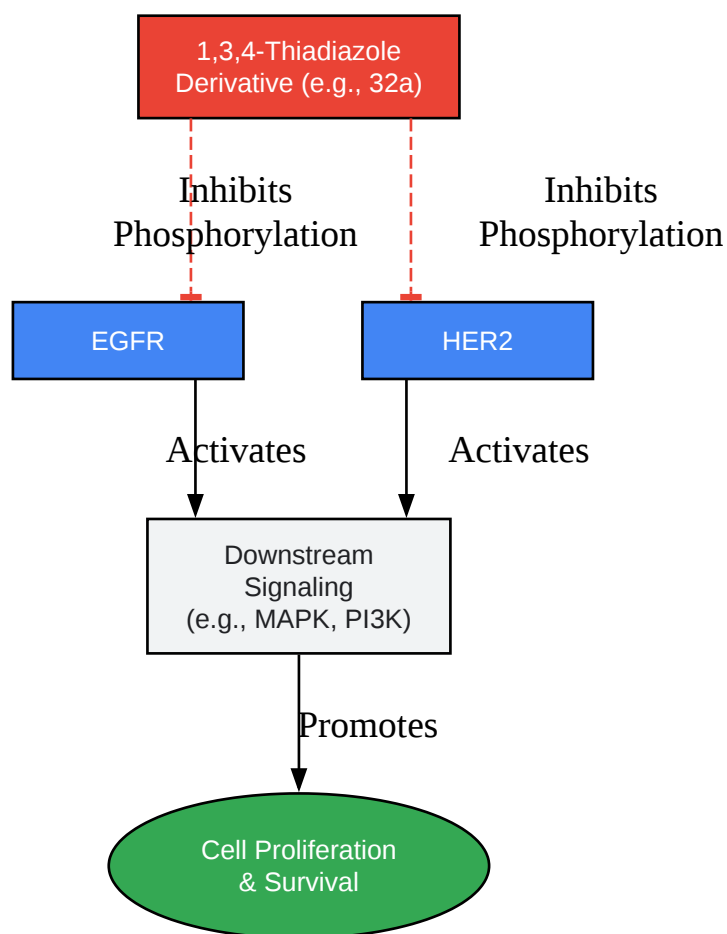 1,3,4-Thiadiazole
Derivative (e.g., 32a)
Inhibits
Phosphorylation
Inhibits
Phosphorylation
EGFR
HER2
Activates
Activates
Downstream
Signaling
(e.g., MAPK, PI3K)
Promotes
Cell Proliferation
& Survival